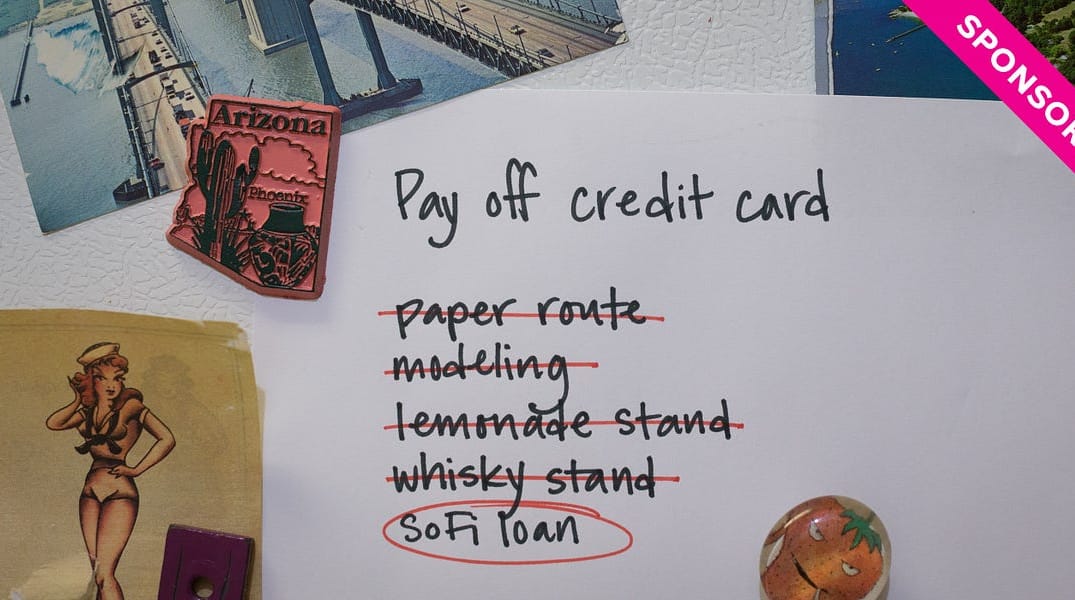 SPONSOR
Arizona
Phoenix
Pay off credit card
paper route
modeling
lemonade stand
whisky stand
SoFi loan